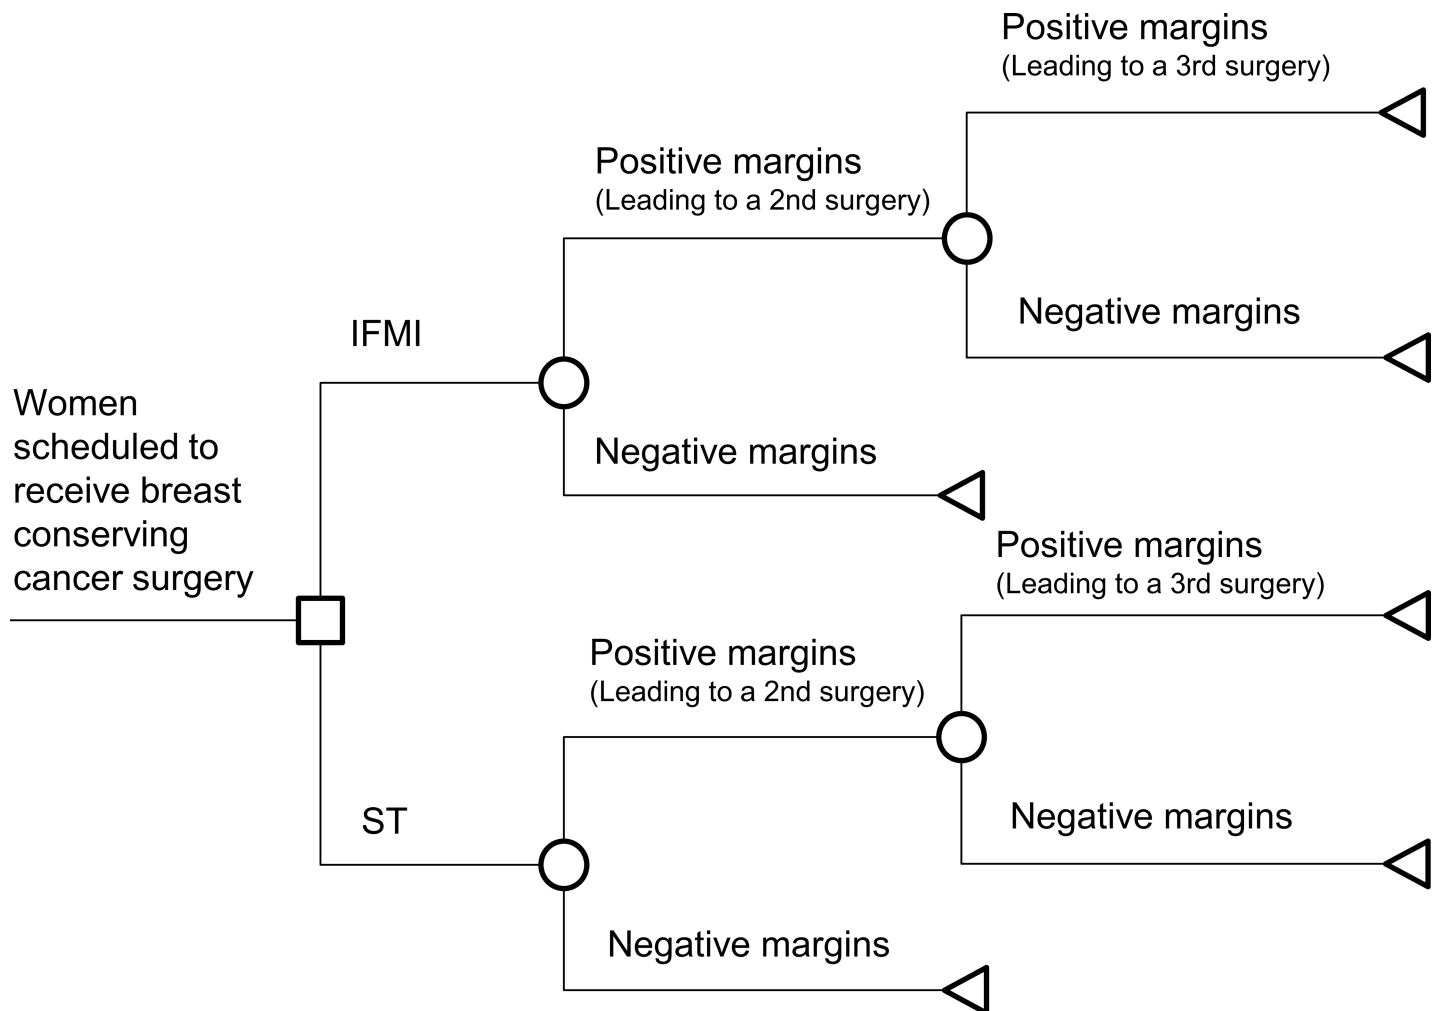 Positive margins
(Leading to a 3rd surgery)
Positive margins
(Leading to a 2nd surgery)
Negative margins
IFMI
Women
scheduled to
receive breast
conserving
cancer surgery
Negative margins
Positive margins
(Leading to a 3rd surgery)
Positive margins
(Leading to a 2nd surgery)
ST
Negative margins
Negative margins